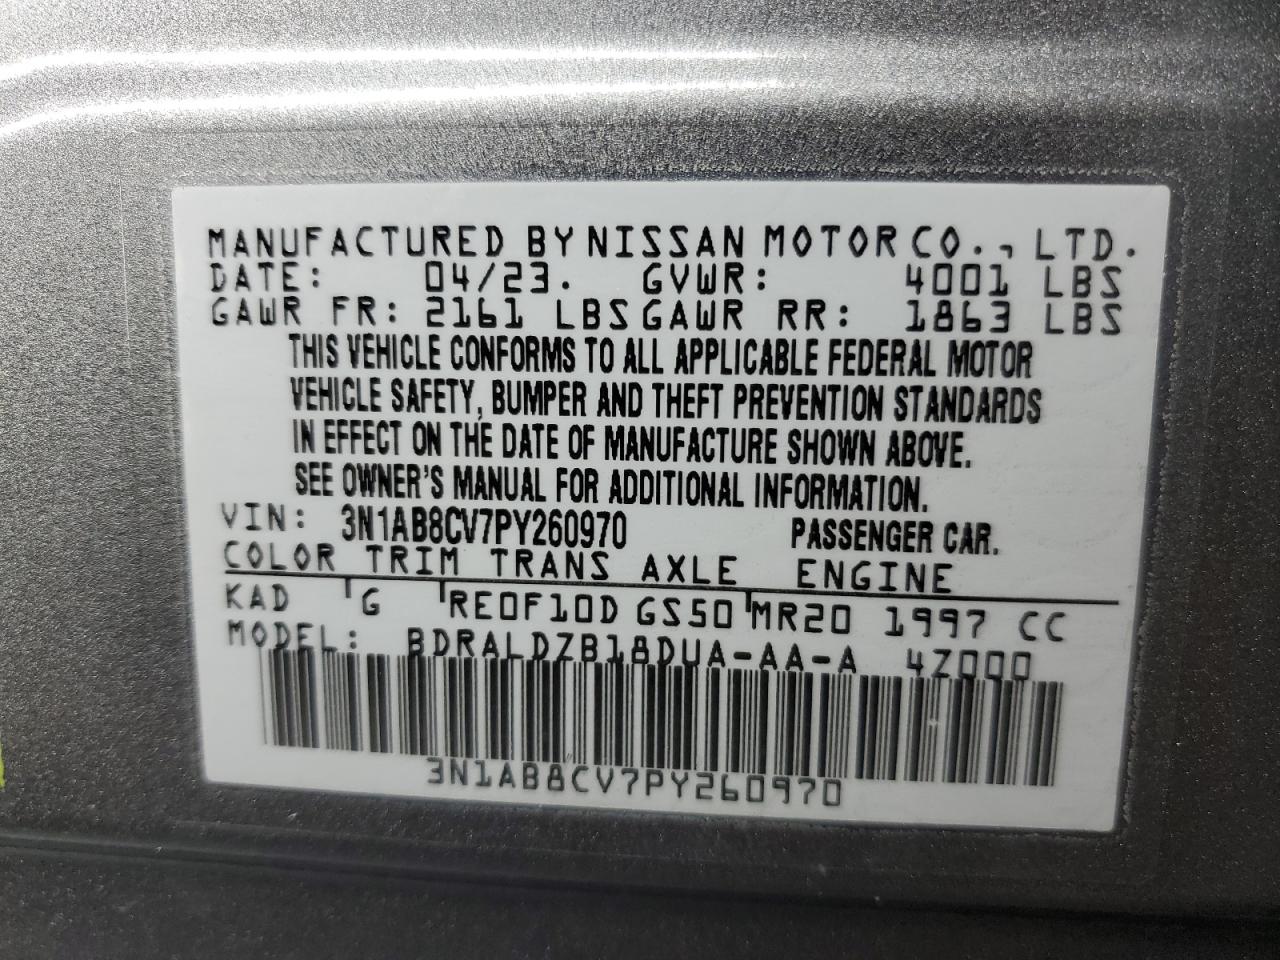 MANUFACTURED BY NISSAN MOTOR CO., LTD.
DATE: 04/23. GVWR: 4001 LBS
GAWR FR: 2161 LBS GAWR RR: 1863 LBS
THIS VEHICLE CONFORMS TO ALL APPLICABLE FEDERAL MOTOR
VEHICLE SAFETY, BUMPER AND THEFT PREVENTION STANDARDS
IN EFFECT ON THE DATE OF MANUFACTURE SHOWN ABOVE.
SEE OWNER'S MANUAL FOR ADDITIONAL INFORMATION.
VIN: 3N1AB8CV7PY260970 PASSENGER CAR.
COLOR TRIM TRANS AXLE ENGINE
KAD G RE0F10D GS50 MR20 1997 CC
MODEL: BDRALDZB18DUA-AA-A 4Z000
3N1AB8CV7PY260970